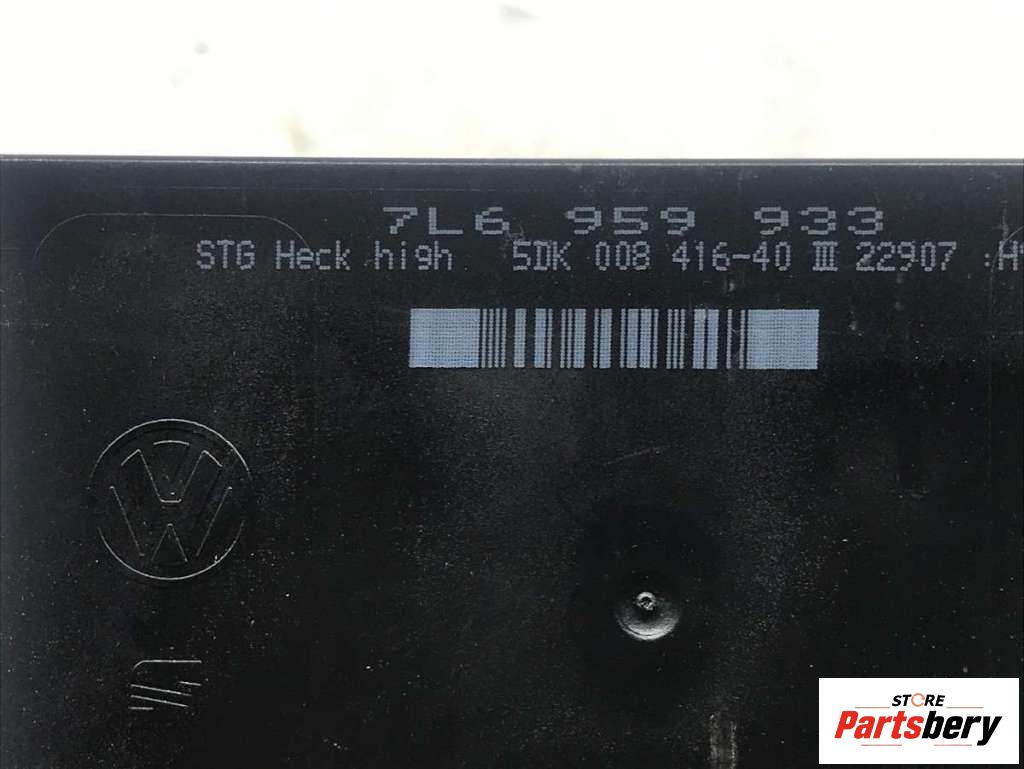 7L6 959 933
STG Heck high 5DK 008 416-40 III 22907
STORE
Partsbery